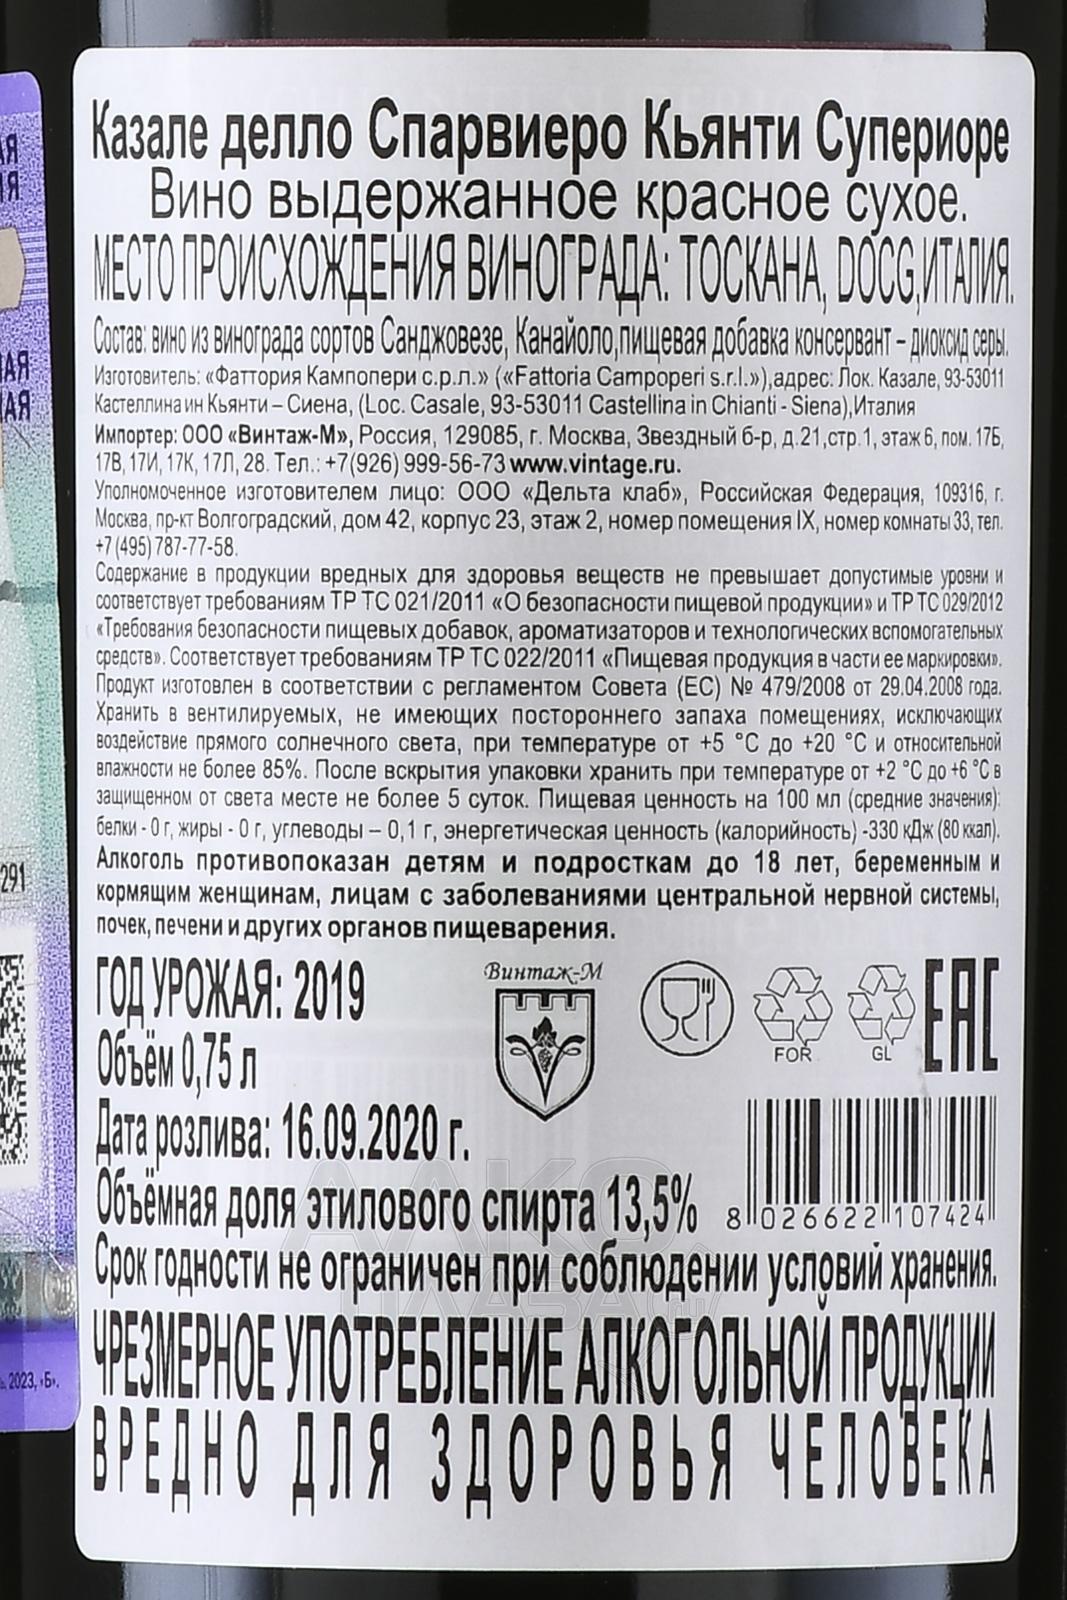 Казале делло Спарвиеро Кьянти Супериоре
Вино выдержанное красное сухое.
МЕСТО ПРОИСХОЖДЕНИЯ ВИНОГРАДА: ТОСКАНА, DOCG,ИТАЛИЯ.
Состав: вино из винограда сортов Санджовезе, Канайоло,пищевая добавка консервант – диоксид серы.
Изготовитель: «Фаттория Кампопери с.р.л.» («Fattoria Campoperi s.r.l.»),адрес: Лок. Казале, 93-53011
Кастеллина ин Кьянти – Сиена, (Loc. Casale, 93-53011 Castellina in Chianti - Siena),Италия
Импортер: ООО «Винтаж-М», Россия, 129085, г. Москва, Звездный б-р, д.21,стр.1, этаж 6, пом. 17Б,
17В, 17И, 17К, 17Л, 28. Тел.: +7(926) 999-56-73 www.vintage.ru.
Уполномоченное изготовителем лицо: ООО «Дельта клаб», Российская Федерация, 109316, г.
Москва, пр-кт Волгоградский, дом 42, корпус 23, этаж 2, номер помещения IX, номер комнаты 33, тел.
+7 (495) 787-77-58.
Содержание в продукции вредных для здоровья веществ не превышает допустимые уровни и
соответствует требованиям ТР ТС 021/2011 «О безопасности пищевой продукции» и ТР ТС 029/2012
«Требования безопасности пищевых добавок, ароматизаторов и технологических вспомогательных
средств». Соответствует требованиям ТР ТС 022/2011 «Пищевая продукция в части ее маркировки».
Продукт изготовлен в соответствии с регламентом Совета (ЕС) № 479/2008 от 29.04.2008 года.
Хранить в вентилируемых, не имеющих постороннего запаха помещениях, исключающих
воздействие прямого солнечного света, при температуре от +5 °C до +20 °C и относительной
влажности не более 85%. После вскрытия упаковки хранить при температуре от +2 °C до +6 °C в
защищенном от света месте не более 5 суток. Пищевая ценность на 100 мл (средние значения):
белки - 0 г, жиры - 0 г, углеводы – 0,1 г, энергетическая ценность (калорийность) -330 кДж (80 ккал).
Алкоголь противопоказан детям и подросткам до 18 лет, беременным и
кормящим женщинам, лицам с заболеваниями центральной нервной системы,
почек, печени и других органов пищеварения.
ГОД УРОЖАЯ: 2019
Винтаж-М
FOR
GL
EAC
Объём 0,75 л
Дата розлива: 16.09.2020 г.
Объёмная доля этилового спирта 13,5%
8 026622 107424
Срок годности не ограничен при соблюдении условий хранения.
ЧРЕЗМЕРНОЕ УПОТРЕБЛЕНИЕ АЛКОГОЛЬНОЙ ПРОДУКЦИИ
ВРЕДНО ДЛЯ ЗДОРОВЬЯ ЧЕЛОВЕКА
291
2023, «Б».